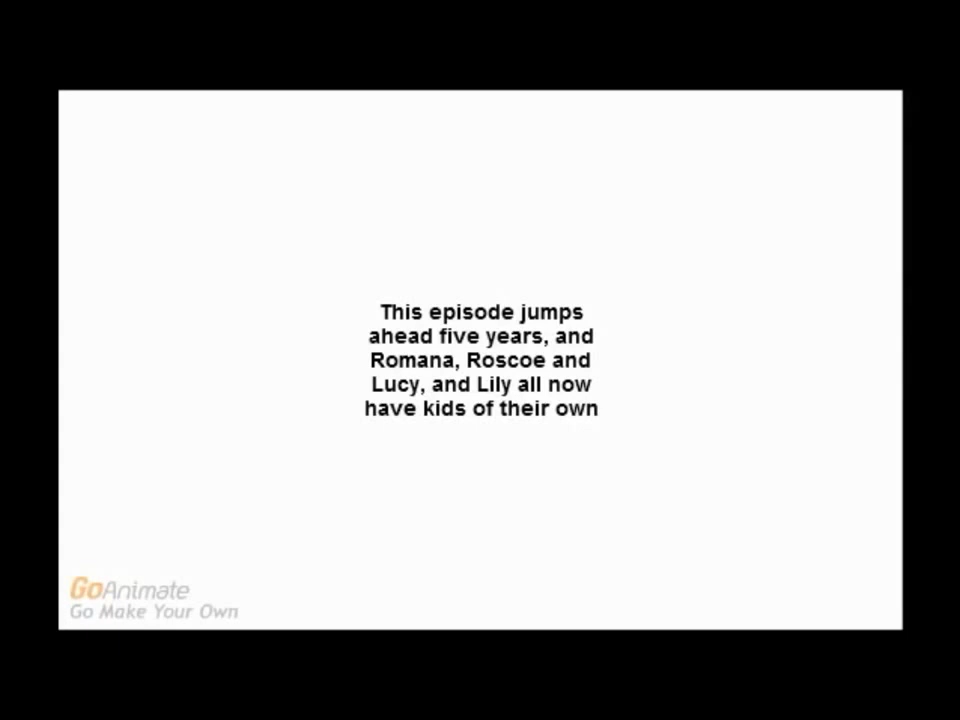 This episode jumps
ahead five years, and
Romana, Roscoe and
Lucy, and Lily all now
have kids of their own
GoAnimate
Go Make Your Own